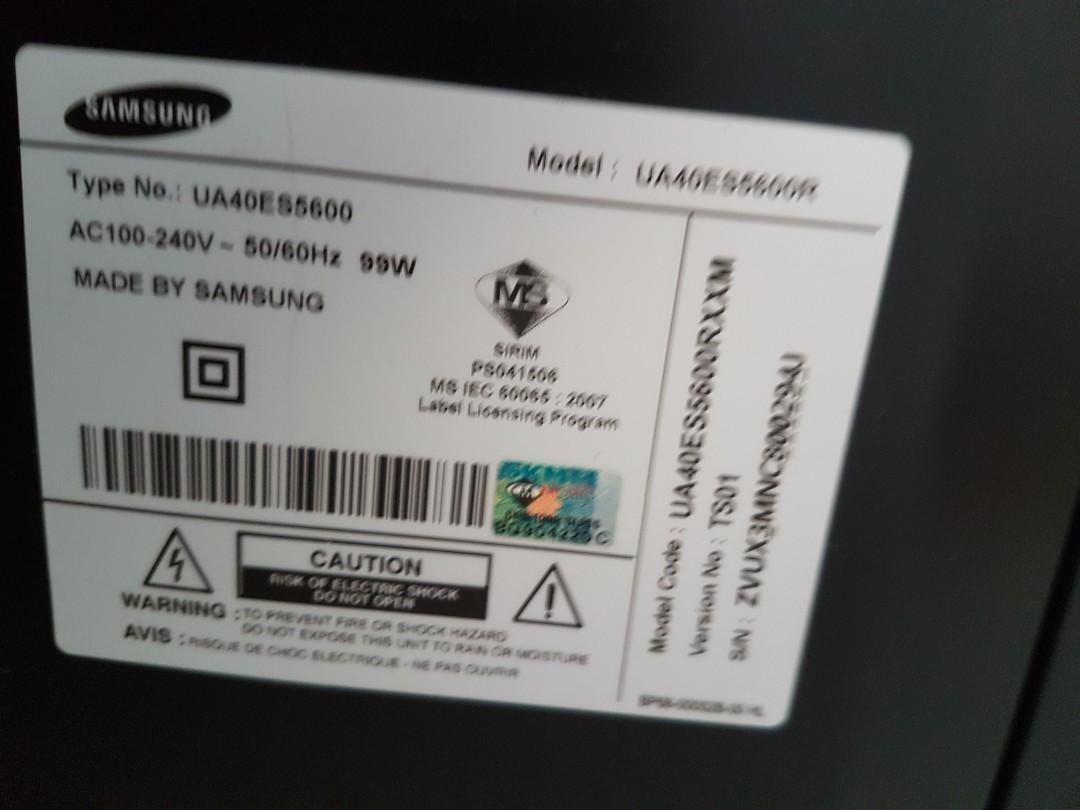 SAMSUNG
Model : UA40ES5600R
Type No.: UA40ES5600
AC100-240V ~ 50/60Hz 99W
MADE BY SAMSUNG
MS
SIRIM
PS041506
MS IEC 60065 : 2007
Label Licensing Program
CAUTION
RISK OF ELECTRIC SHOCK
DO NOT OPEN
WARNING : TO PREVENT FIRE OR SHOCK HAZARD
DO NOT EXPOSE THIS UNIT TO RAIN OR MOISTURE
AVIS : RISQUE DE CHOC ELECTRIQUE - NE PAS OUVRIR
Model Code : UA40ES5600RXXM
Version No : TS01
S/N :